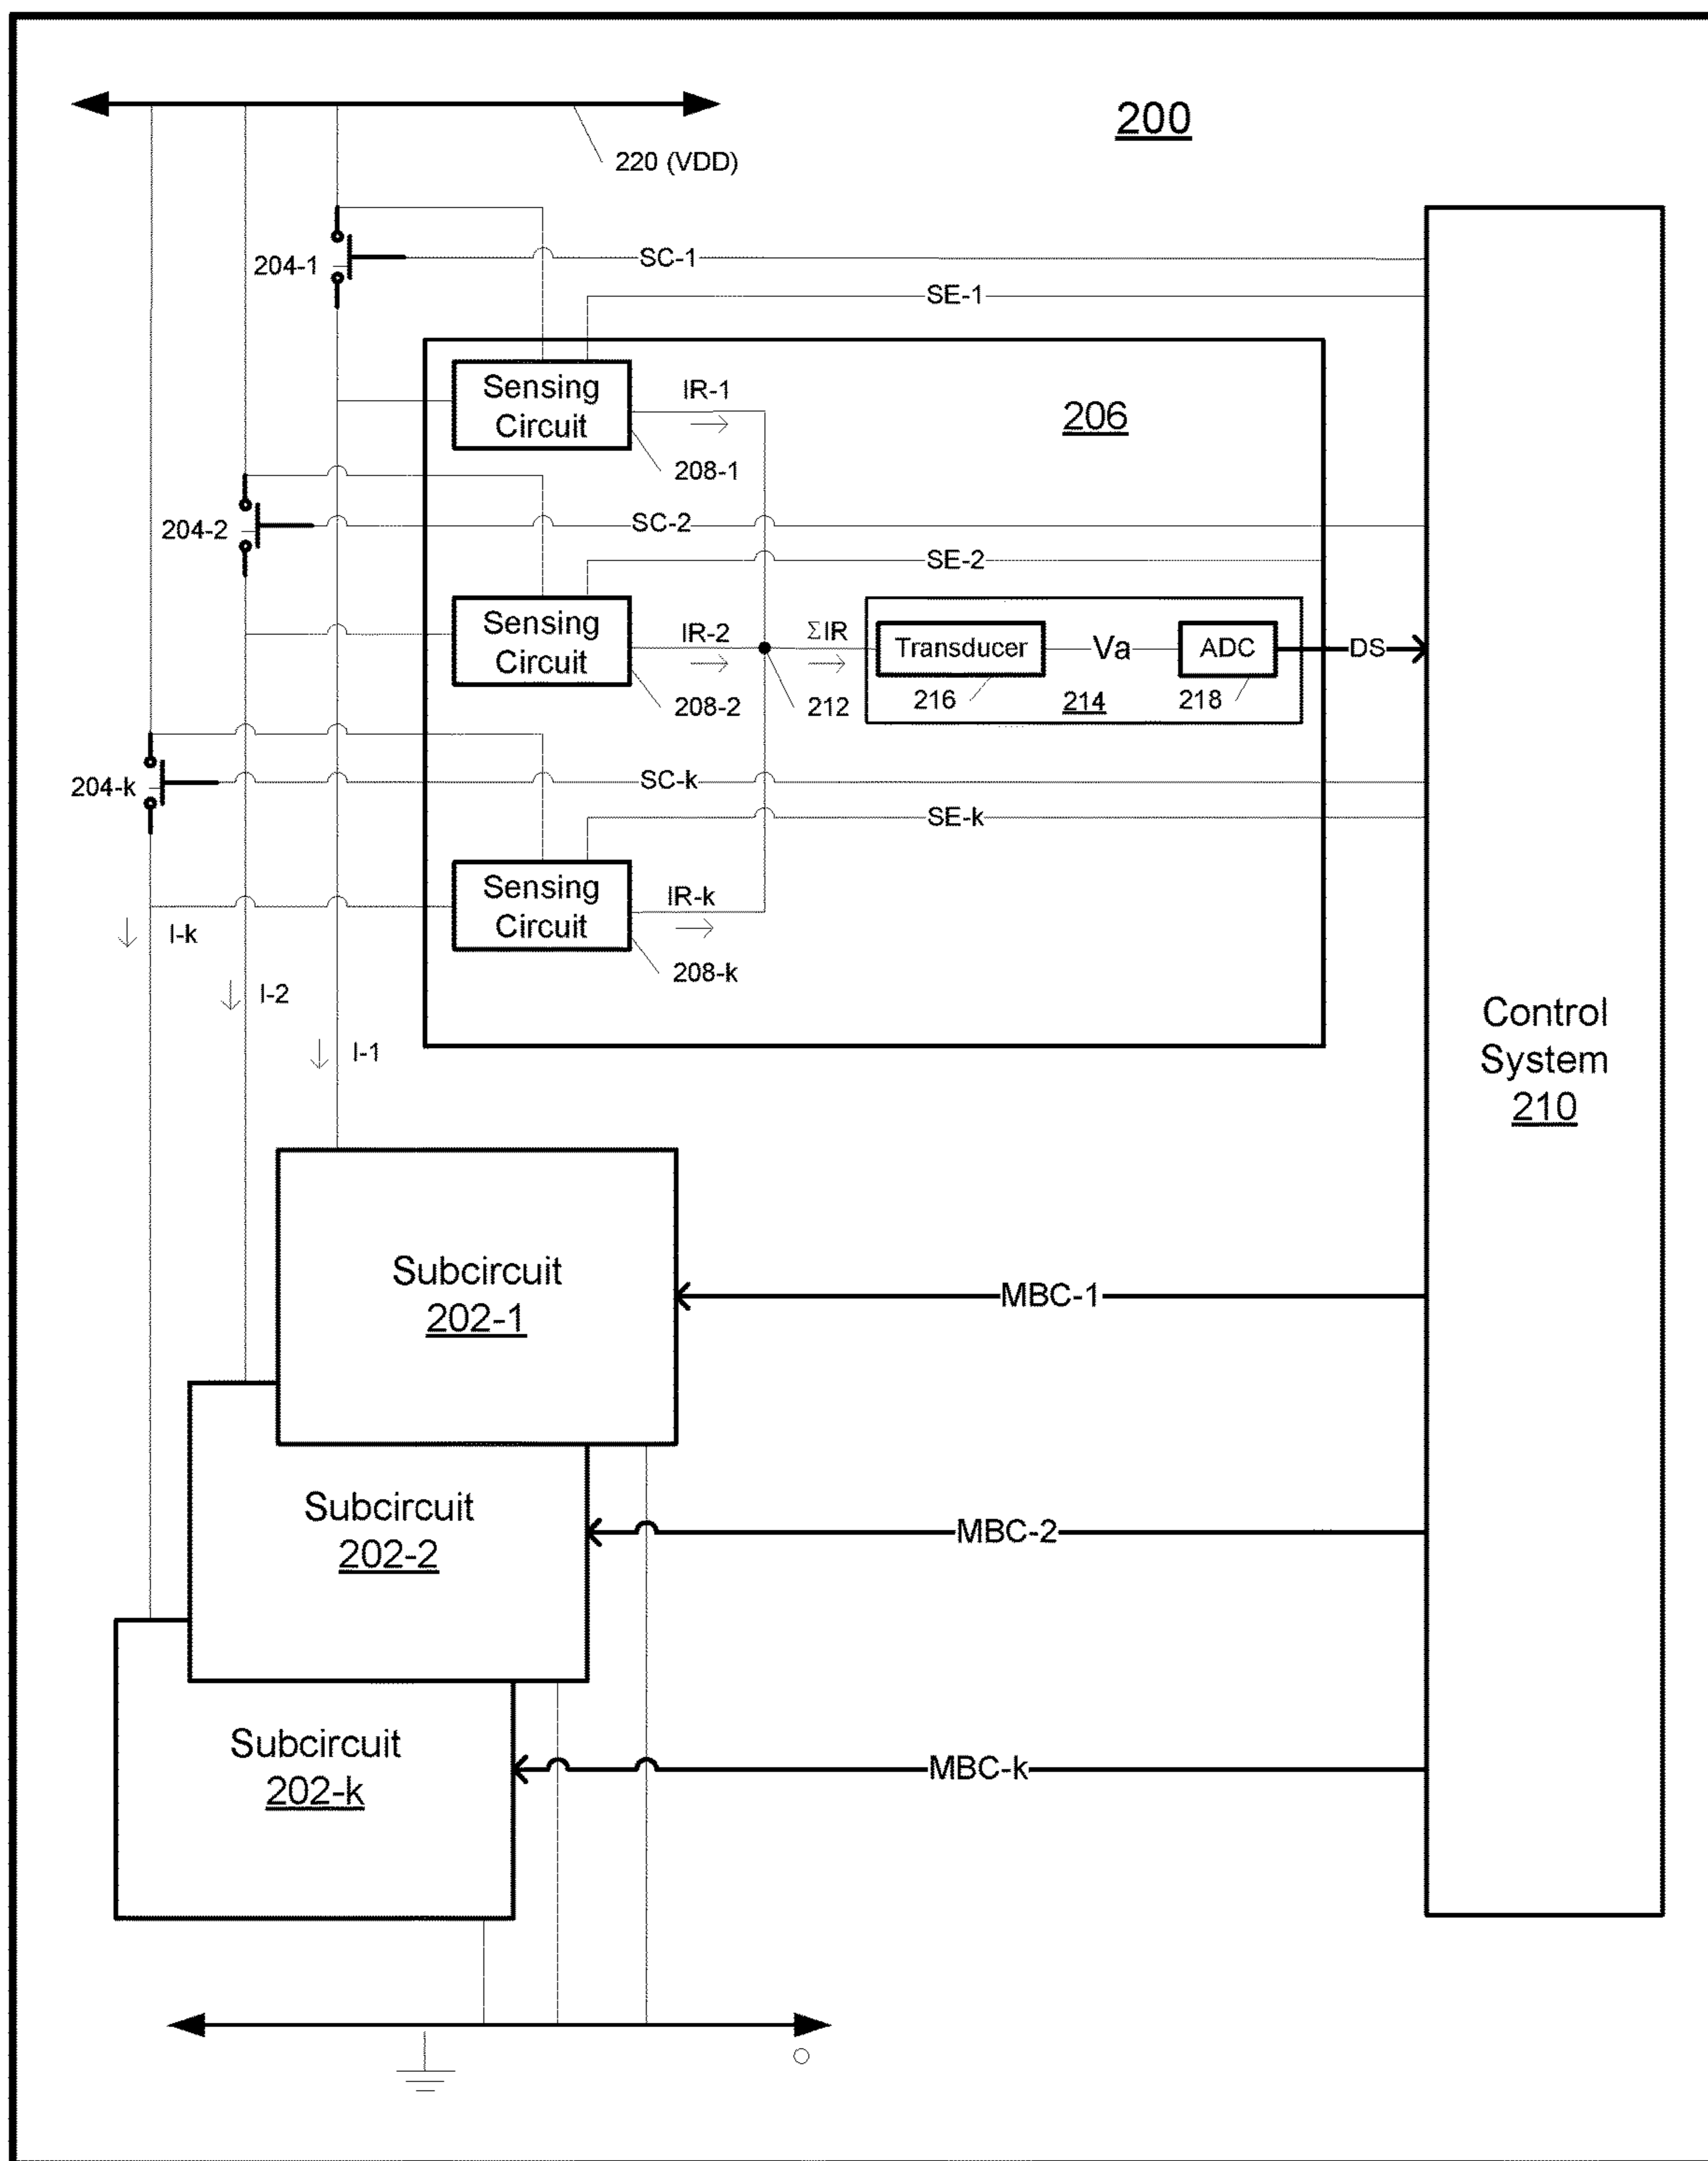 200
220 (VDD)
204-1
SC-1
SE-1
Sensing
Circuit
IR-1
206
208-1
204-2
SC-2
SE-2
Sensing
Circuit
IR-2
ΣIR
Transducer
Va
ADC
DS
208-2
212
216
214
218
204-k
SC-k
SE-k
Sensing
Circuit
IR-k
208-k
I-k
I-2
I-1
Control
System
210
Subcircuit
202-1
MBC-1
Subcircuit
202-2
MBC-2
Subcircuit
202-k
MBC-k